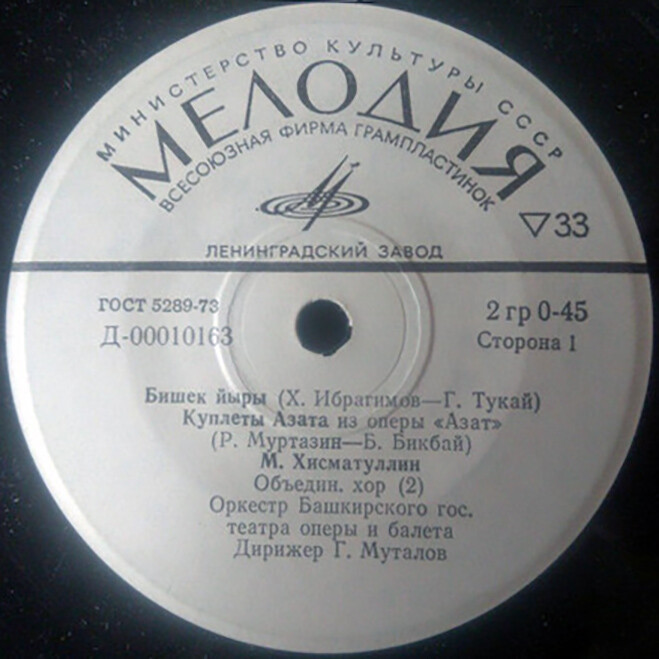 МИНИСТЕРСТВО КУЛЬТУРЫ СССР
МЕЛОДИЯ
ВСЕСОЮЗНАЯ ФИРМА ГРАМПЛАСТИНОК
▽33
ЛЕНИНГРАДСКИЙ ЗАВОД
ГОСТ 5289-73
2 гр 0-45
Д-00010163
Сторона 1
Бишек йыры (Х. Ибрагимов—Г. Тукай)
Куплеты Азата из оперы «Азат»
(Р. Муртазин—Б. Бикбай)
М. Хисматуллин
Объедин. хор (2)
Оркестр Башкирского гос.
театра оперы и балета
Дирижер Г. Муталов